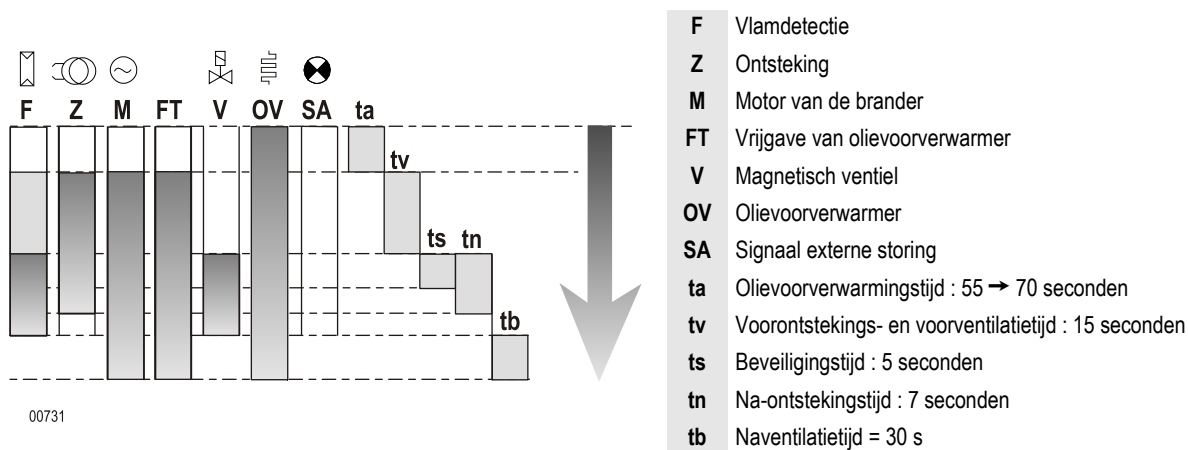 F Z M FT V OV SA ta
tv
ts tn
tb
00731
F Vlamdetectie
Z Ontsteking
M Motor van de brander
FT Vrijgave van olievoorverwarmer
V Magnetisch ventiel
OV Olievoorverwarmer
SA Signaal externe storing
ta Olievoorverwarmingstijd : 55 → 70 seconden
tv Voorontstekings- en voorventilatietijd : 15 seconden
ts Beveiligingstijd : 5 seconden
tn Na-ontstekingstijd : 7 seconden
tb Naventilatietijd = 30 s